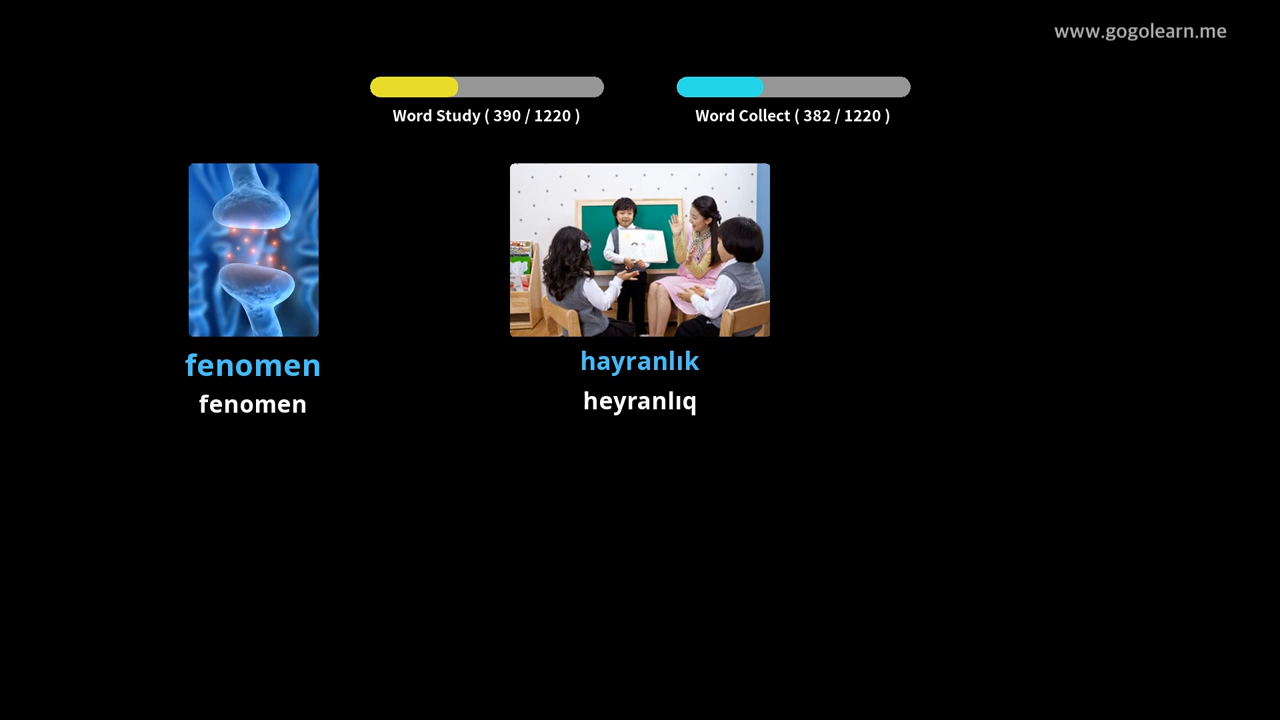 www.gogolearn.me
Word Study ( 390 / 1220 )
Word Collect ( 382 / 1220 )
fenomen
fenomen
hayranlık
heyranlıq